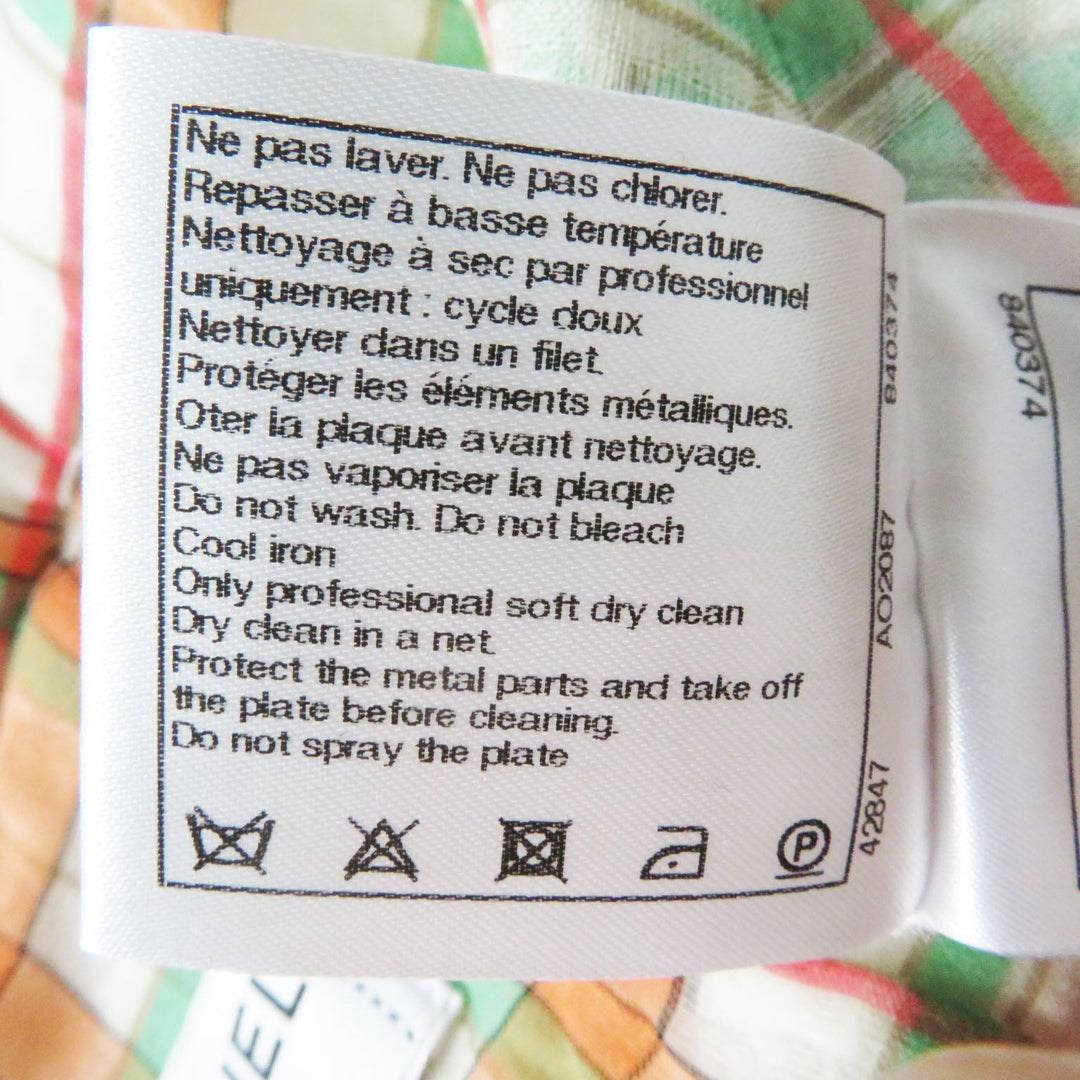 Ne pas laver. Ne pas chlorer.
Repasser à basse température
Nettoyage à sec par professionnel
uniquement : cycle doux
Nettoyer dans un filet
Protéger les éléments métalliques.
Oter la plaque avant nettoyage.
Ne pas vaporiser la plaque
Do not wash. Do not bleach
Cool iron
Only professional soft dry clean
Dry clean in a net
Protect the metal parts and take off
the plate before cleaning.
Do not spray the plate
P
840374
AO2087
42847
840374